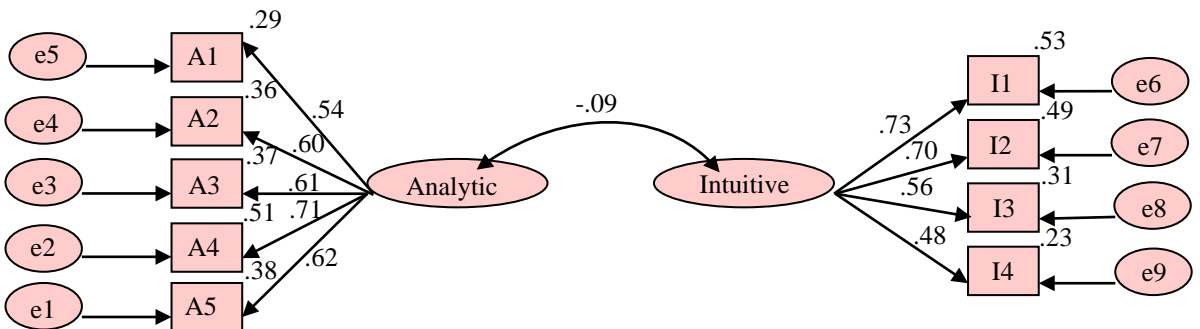 .29
e5
A1
.36
e4
A2
.37
e3
A3
.51
e2
A4
.38
e1
A5
.54
.60
.61
.71
.62
Analytic
-.09
Intuitive
.73
.70
.56
.48
.53
I1
e6
.49
I2
e7
.31
I3
e8
.23
I4
e9